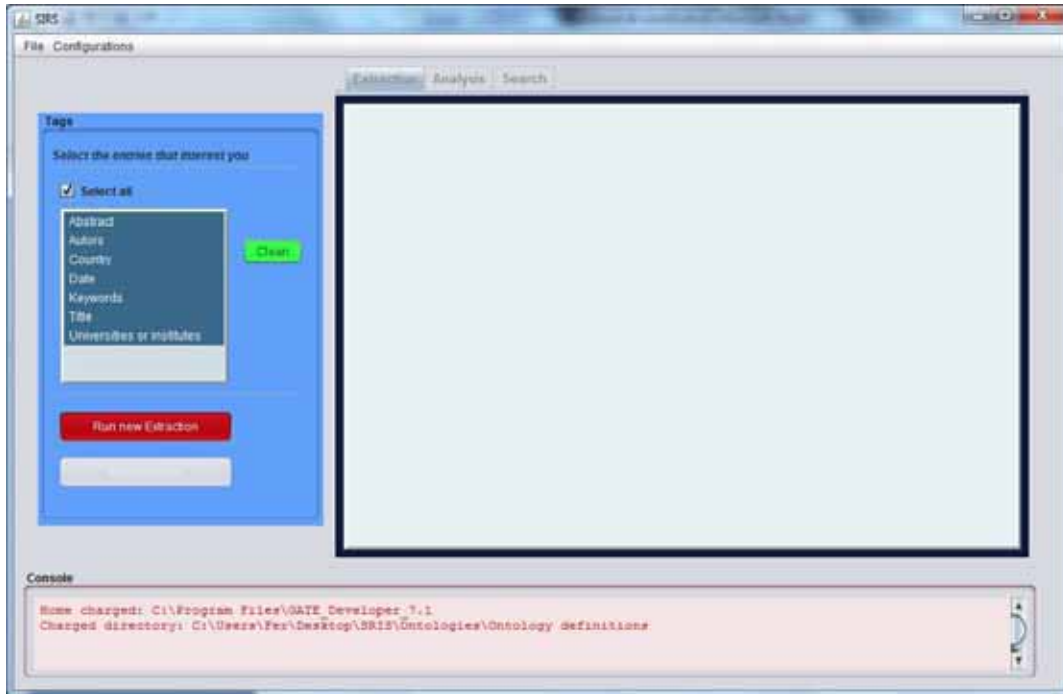 SIRS
File Configurations
Extraction Analysis Search
Tags
Select the entries that interest you
Select all
Abstract
Autors
Country
Date
Keywords
Title
Universities or institutes
Clean
Run new Extraction
Console
Home charged: C:\Program Files\GATE_Developer_7.1
Charged directory: C:\Users\Fer\Desktop\SRIS\Ontologies\Ontology definitions